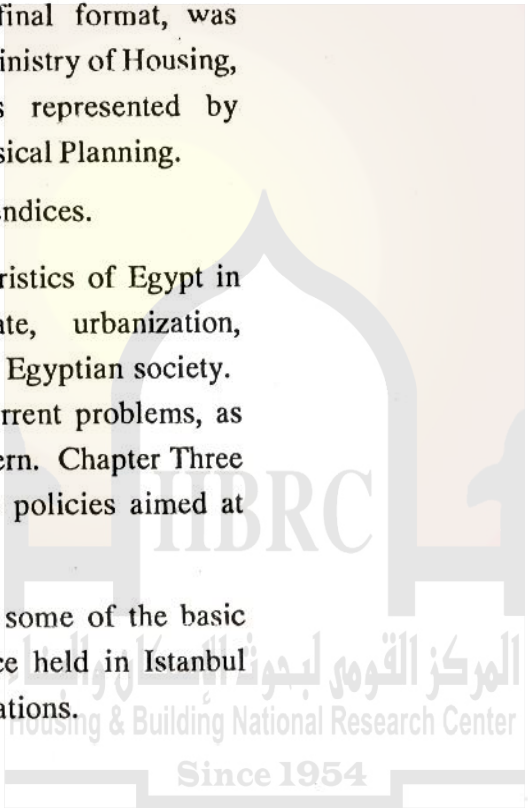 final format, was
inistry of Housing,
s represented by
sical Planning.
ndices.
ristics of Egypt in
ate, urbanization,
Egyptian society.
rrent problems, as
ern. Chapter Three
policies aimed at
HBRC
some of the basic
المركز القومى لبحوث الإسكان والبناء
ce held in Istanbul
Housing & Building National Research Center
ations.
Since 1954